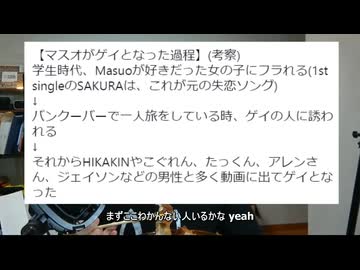 【マスオがゲイとなった過程】(考察)
学生時代、Masuoが好きだった女の子にフラれる(1st
singleのSAKURAは、これが元の失恋ソング)
↓
バンクーバーで一人旅をしている時、ゲイの人に誘わ
れる
↓
それからHIKAKINやこぐれん、たっくん、アレンさ
ん、ジェイソンなどの男性と多く動画に出てゲイとな
った
まずここわかんない人いるかな yeah